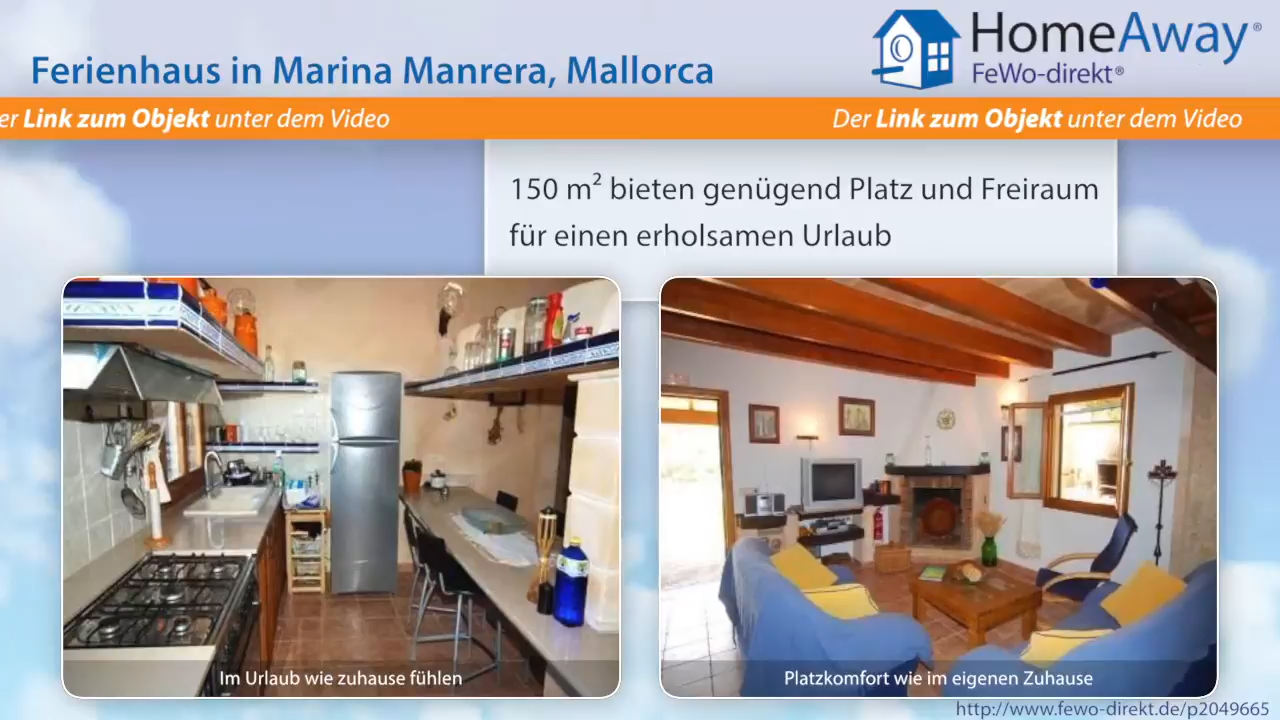 Ferienhaus in Marina Manrera, Mallorca
HomeAway®
FeWo-direkt®
er Link zum Objekt unter dem Video
Der Link zum Objekt unter dem Video
150 m² bieten genügend Platz und Freiraum
für einen erholsamen Urlaub
Im Urlaub wie zuhause fühlen
Platzkomfort wie im eigenen Zuhause
http://www.fewo-direkt.de/p2049665